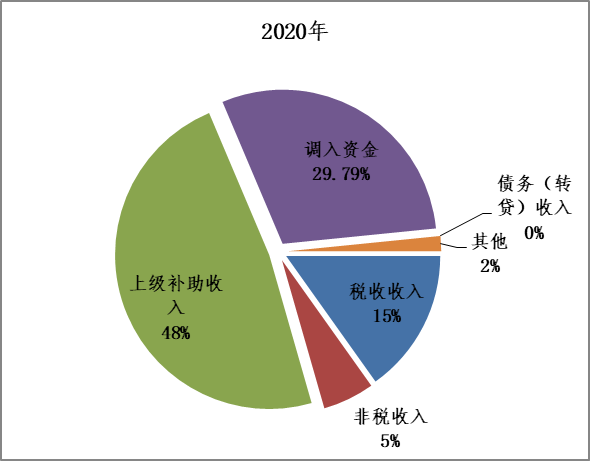 2020年
调入资金
29.79%
债务（转
贷）收入
0%
其他
2%
税收收入
15%
上级补助收
入
48%
非税收入
5%